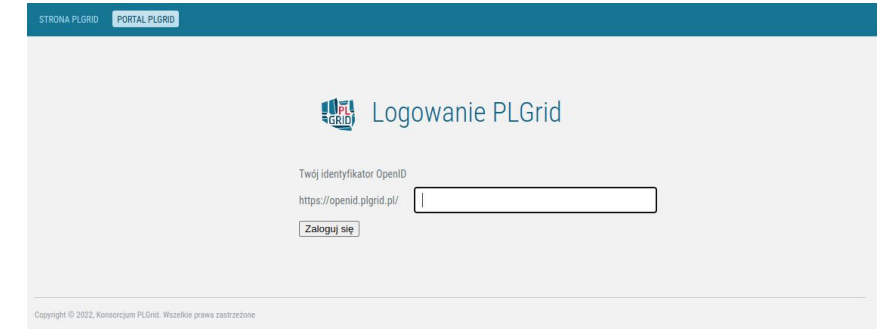 STRONA PLGRID PORTAL PLGRID
PL
GRID
Logowanie PLGrid
Twój identyfikator OpenID
https://openid.plgrid.pl/
Zaloguj się
Copyright © 2022, Konsorcjum PLGrid. Wszelkie prawa zastrzeżone